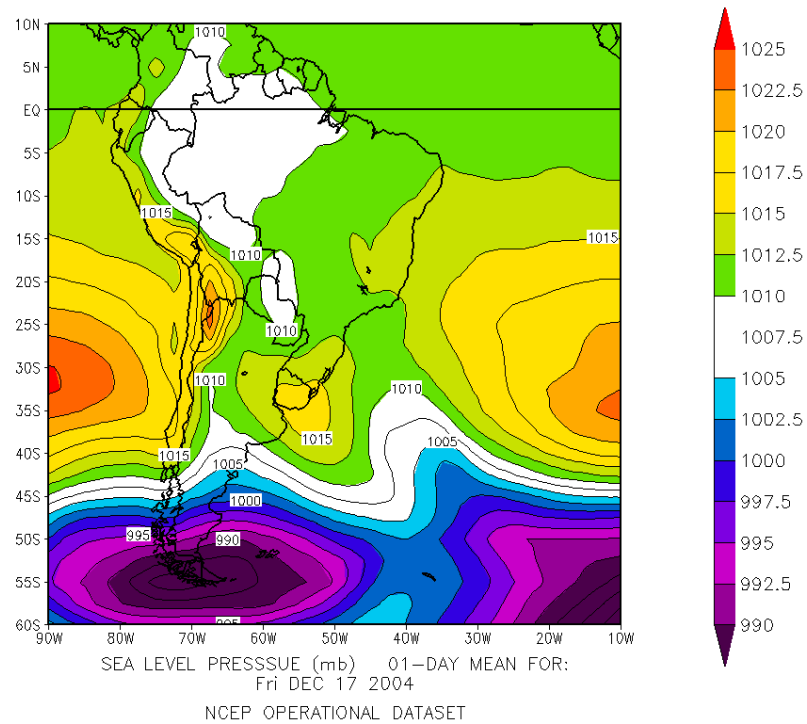 10N
5N
EQ
5S
10S
15S
20S
25S
30S
35S
40S
45S
50S
55S
60S
1010
1015
1015
1010
1010
1010
1010
1015
1015
1005
1005
1000
995
990
995
90W 80W 70W 60W 50W 40W 30W 20W 10W
1025
1022.5
1020
1017.5
1015
1012.5
1010
1007.5
1005
1002.5
1000
997.5
995
992.5
990
SEA LEVEL PRESSSUE (mb) 01-DAY MEAN FOR:
Fri DEC 17 2004
NCEP OPERATIONAL DATASET